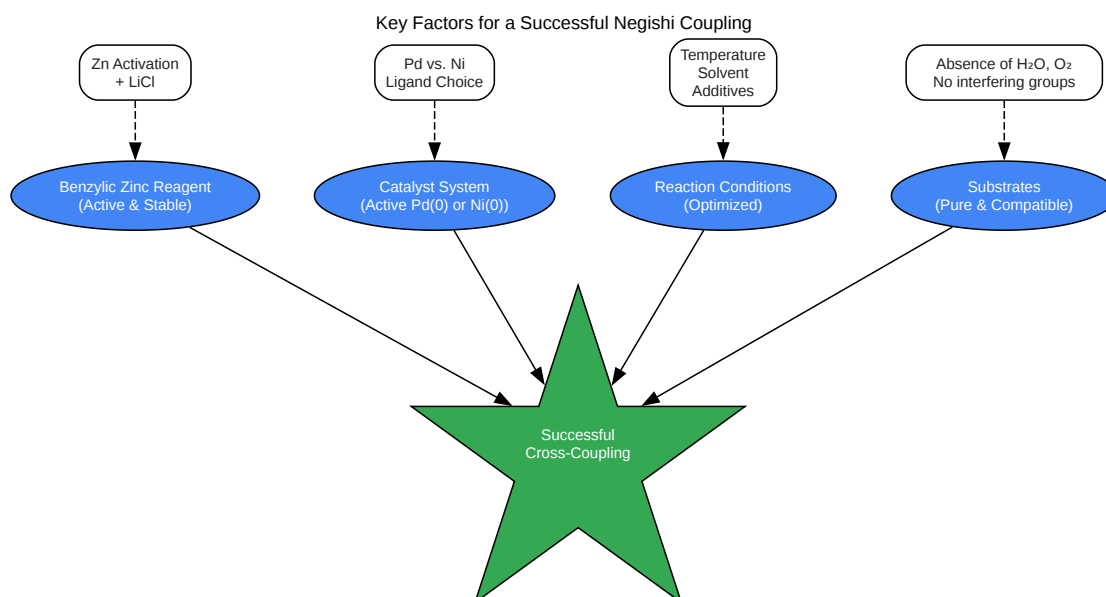 Key Factors for a Successful Negishi Coupling
Zn Activation
+ LiCl
Pd vs. Ni
Ligand Choice
Temperature
Solvent
Additives
Absence of H₂O, O₂
No interfering groups
Benzylic Zinc Reagent
(Active & Stable)
Catalyst System
(Active Pd(0) or Ni(0))
Reaction Conditions
(Optimized)
Substrates
(Pure & Compatible)
Successful
Cross-Coupling